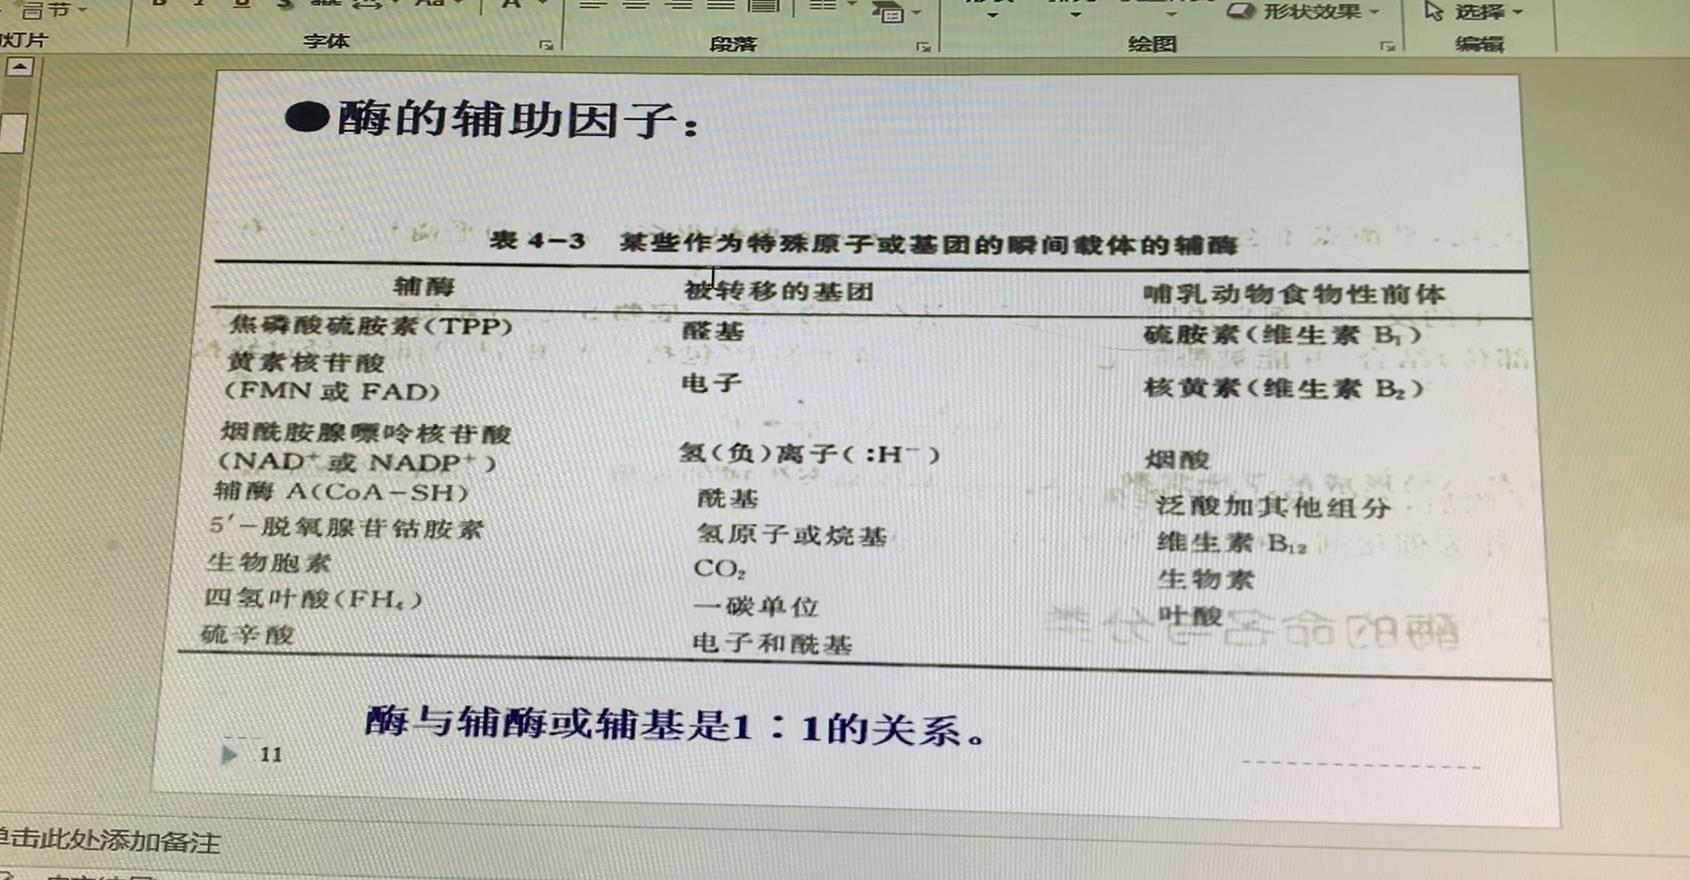 节
灯片
字体
段落
绘图
形状效果
选择
编辑
●酶的辅助因子：
表 4-3 某些作为特殊原子或基团的瞬间载体的辅酶
辅酶 被转移的基团 哺乳动物食物性前体
焦磷酸硫胺素(TPP) 醛基 硫胺素(维生素 B₁)
黄素核苷酸
(FMN 或 FAD) 电子 核黄素(维生素 B₂)
烟酰胺腺嘌呤核苷酸
(NAD⁺ 或 NADP⁺) 氢(负)离子(:H⁻) 烟酸
辅酶 A(CoA-SH) 酰基 泛酸加其他组分
5′-脱氧腺苷钴胺素 氢原子或烷基 维生素 B₁₂
生物胞素 CO₂ 生物素
四氢叶酸(FH₄) 一碳单位 叶酸
硫辛酸 电子和酰基
酶与辅酶或辅基是1：1的关系。
11
单击此处添加备注